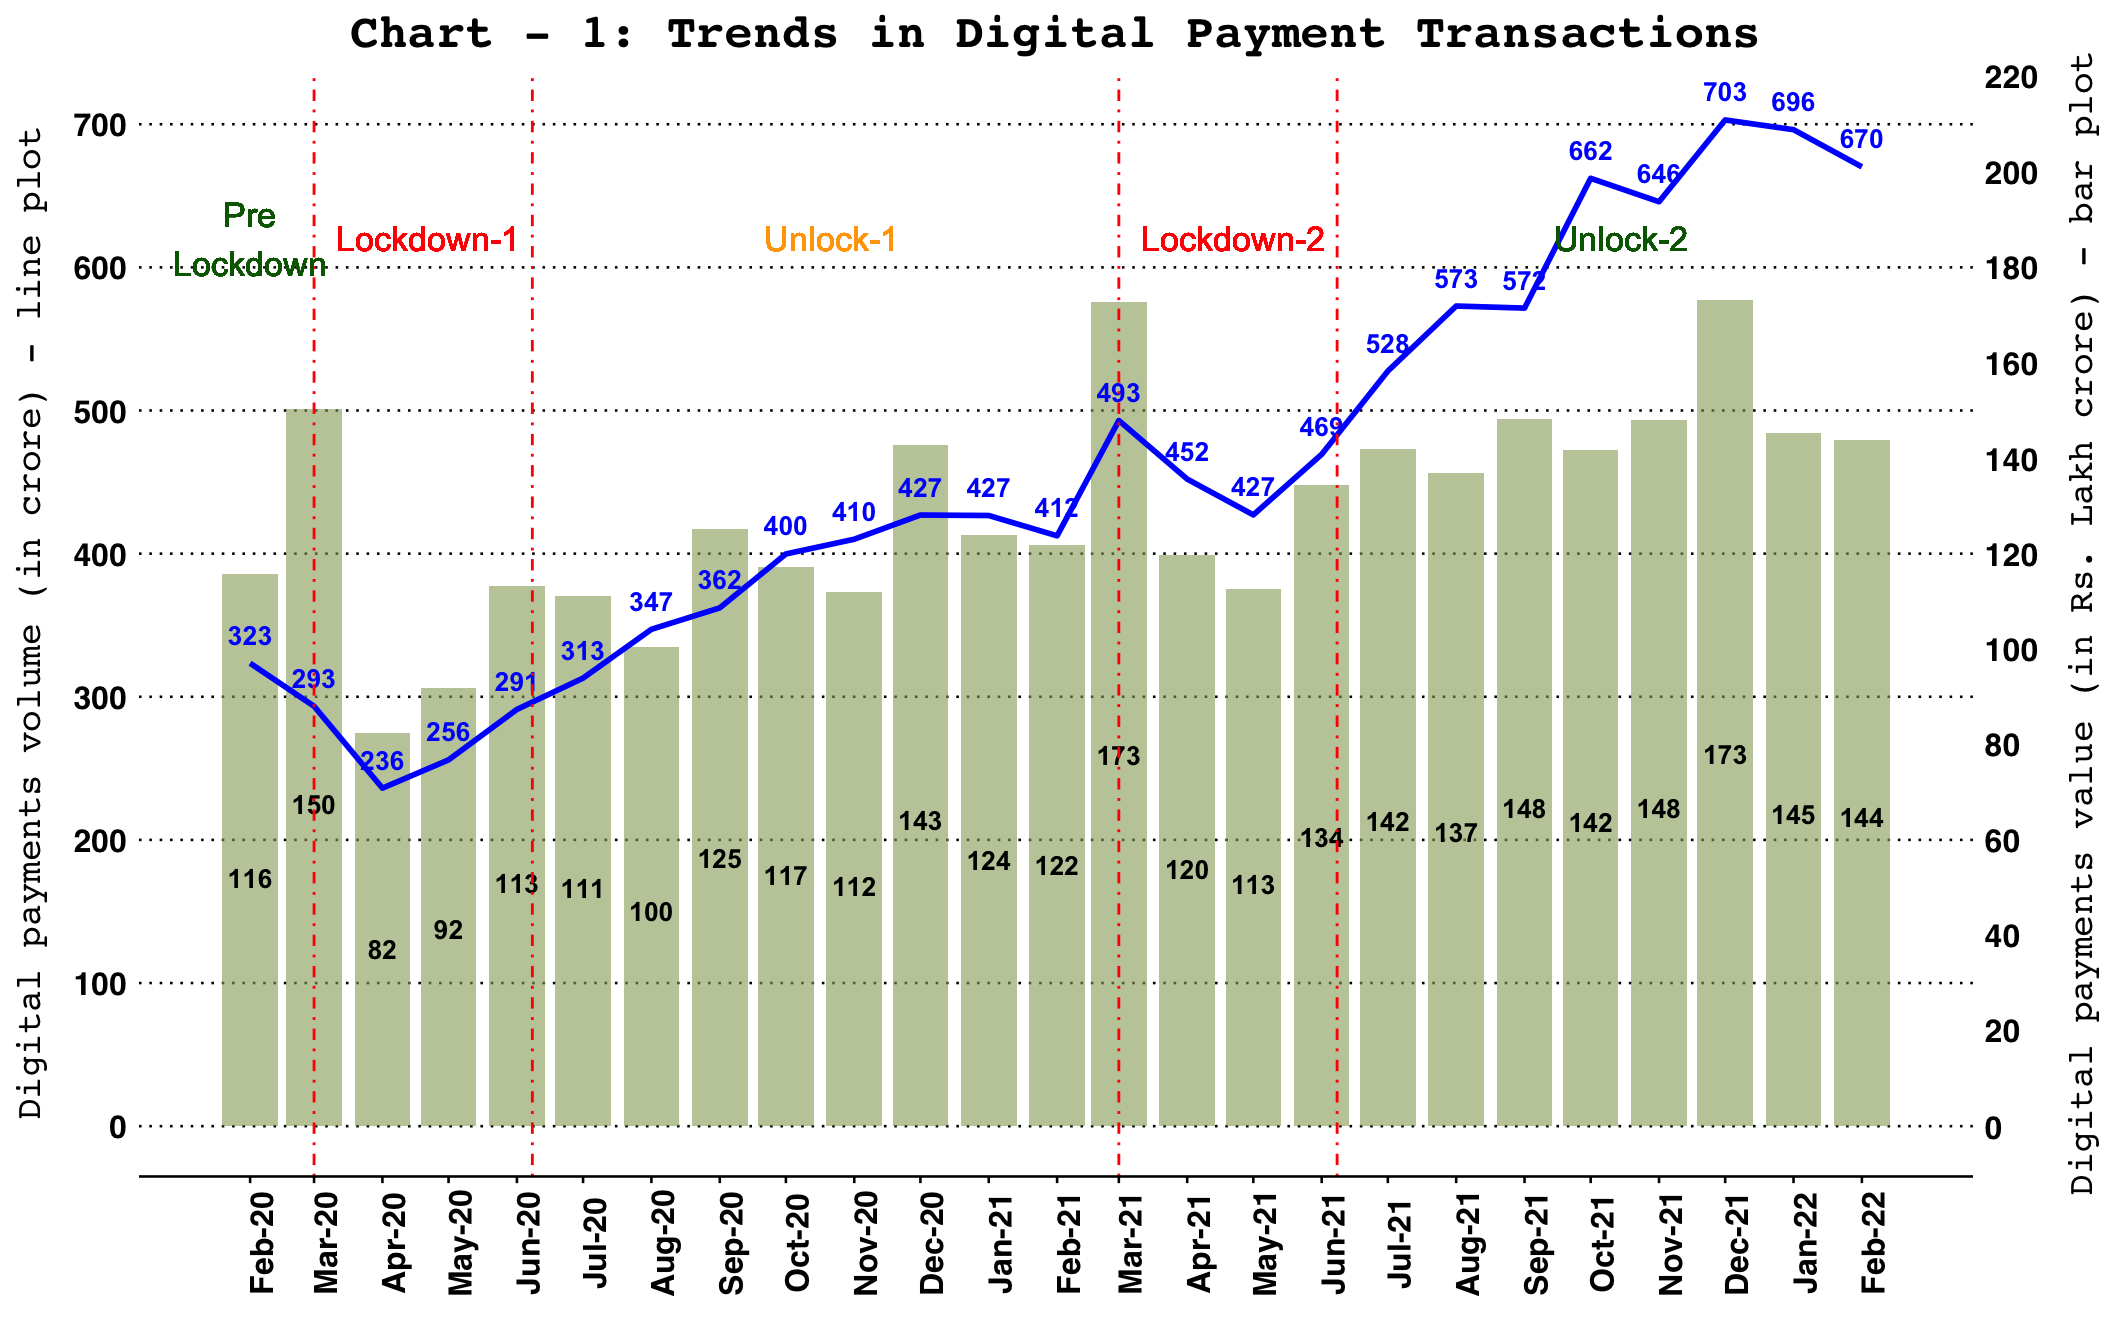 Chart - 1: Trends in Digital Payment Transactions
Digital payments volume (in crore) - line plot
700
600
500
400
300
200
100
0
Pre
Lockdown
Lockdown-1
Unlock-1
Lockdown-2
Unlock-2
323
293
236
256
291
313
347
362
400
410
427
427
412
493
452
427
469
528
573
572
662
646
703
696
670
116
150
82
92
113
111
100
125
117
112
143
124
122
173
120
113
134
142
137
148
142
148
173
145
144
220
200
180
160
140
120
100
80
60
40
20
0
Digital payments value (in Rs. Lakh crore) - bar plot
Feb-20
Mar-20
Apr-20
May-20
Jun-20
Jul-20
Aug-20
Sep-20
Oct-20
Nov-20
Dec-20
Jan-21
Feb-21
Mar-21
Apr-21
May-21
Jun-21
Jul-21
Aug-21
Sep-21
Oct-21
Nov-21
Dec-21
Jan-22
Feb-22